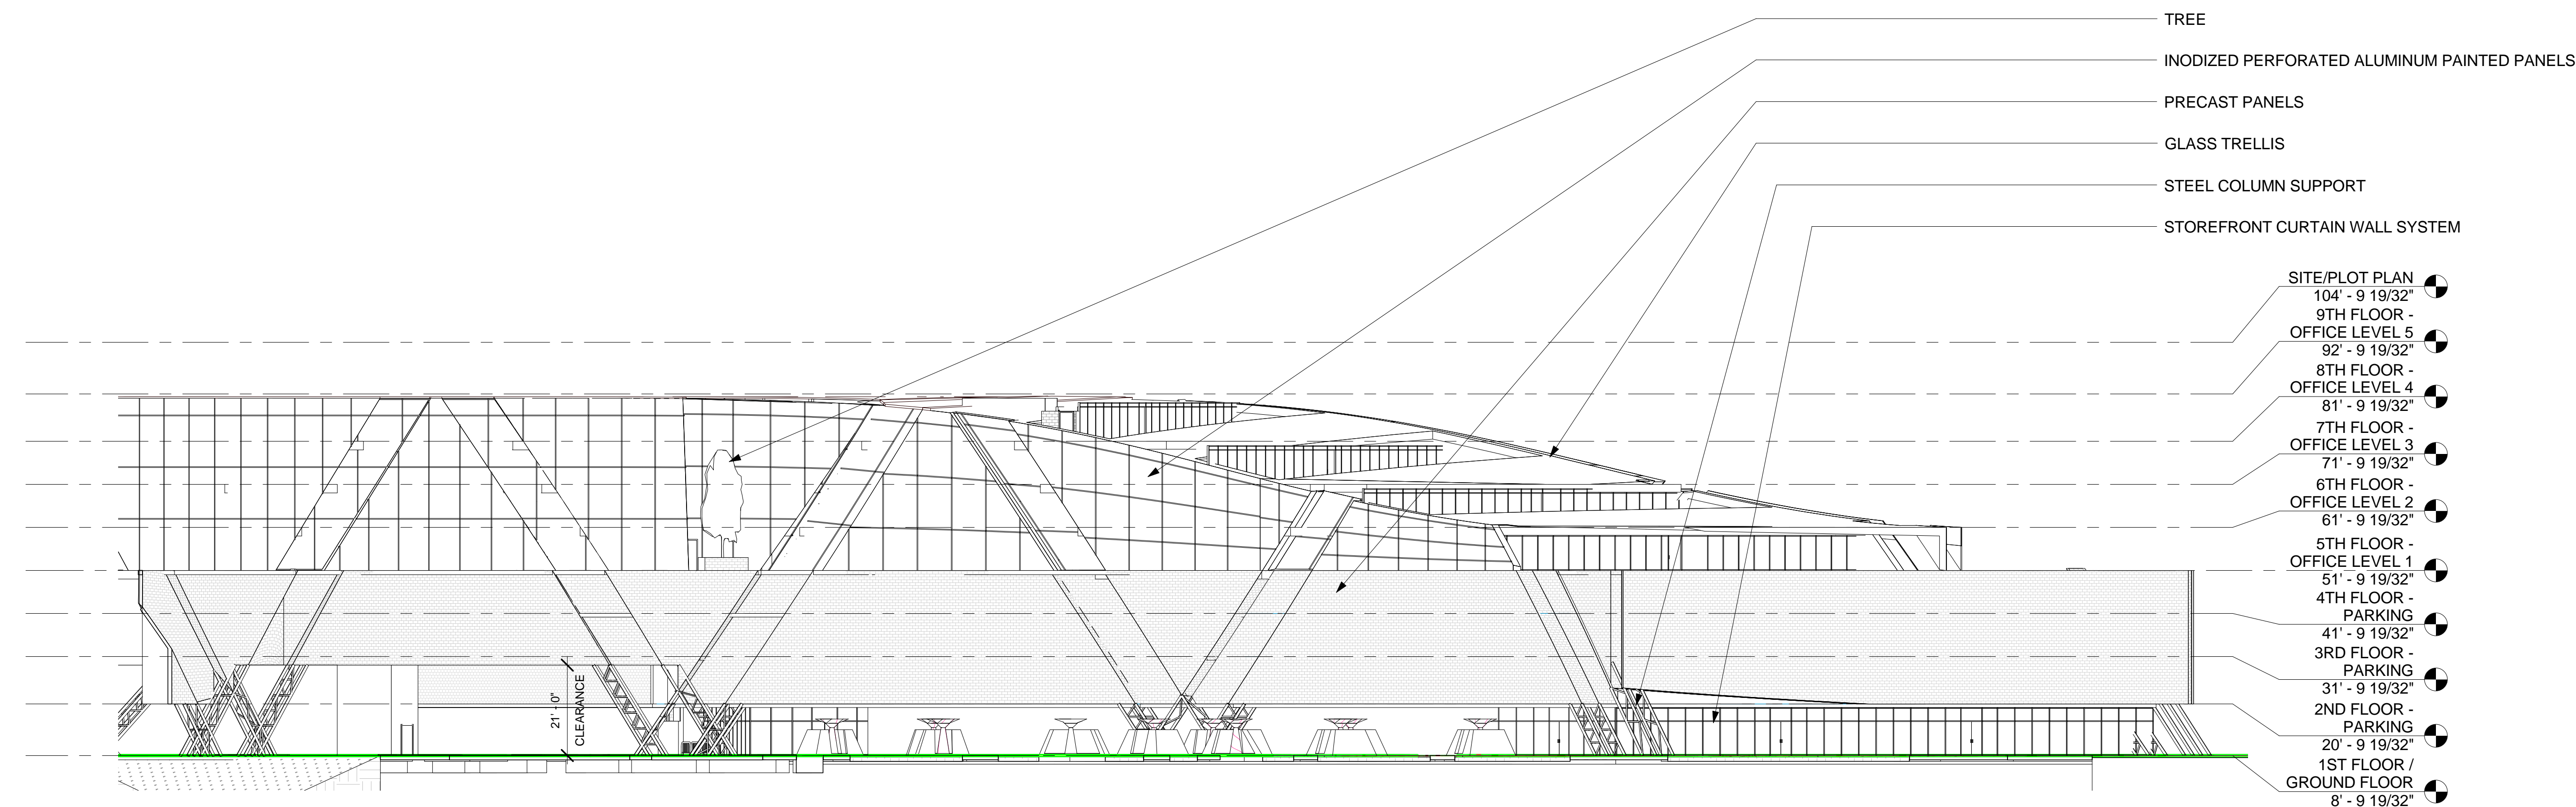 TREE
INODIZED PERFORATED ALUMINUM PAINTED PANELS
PRECAST PANELS
GLASS TRELLIS
STEEL COLUMN SUPPORT
STOREFRONT CURTAIN WALL SYSTEM
SITE/PLOT PLAN
104' - 9 19/32"
9TH FLOOR -
OFFICE LEVEL 5
92' - 9 19/32"
8TH FLOOR -
OFFICE LEVEL 4
81' - 9 19/32"
7TH FLOOR -
OFFICE LEVEL 3
71' - 9 19/32"
6TH FLOOR -
OFFICE LEVEL 2
61' - 9 19/32"
5TH FLOOR -
OFFICE LEVEL 1
51' - 9 19/32"
4TH FLOOR -
PARKING
41' - 9 19/32"
3RD FLOOR -
PARKING
31' - 9 19/32"
2ND FLOOR -
PARKING
20' - 9 19/32"
1ST FLOOR /
GROUND FLOOR
8' - 9 19/32"
21' - 0"
CLEARANCE